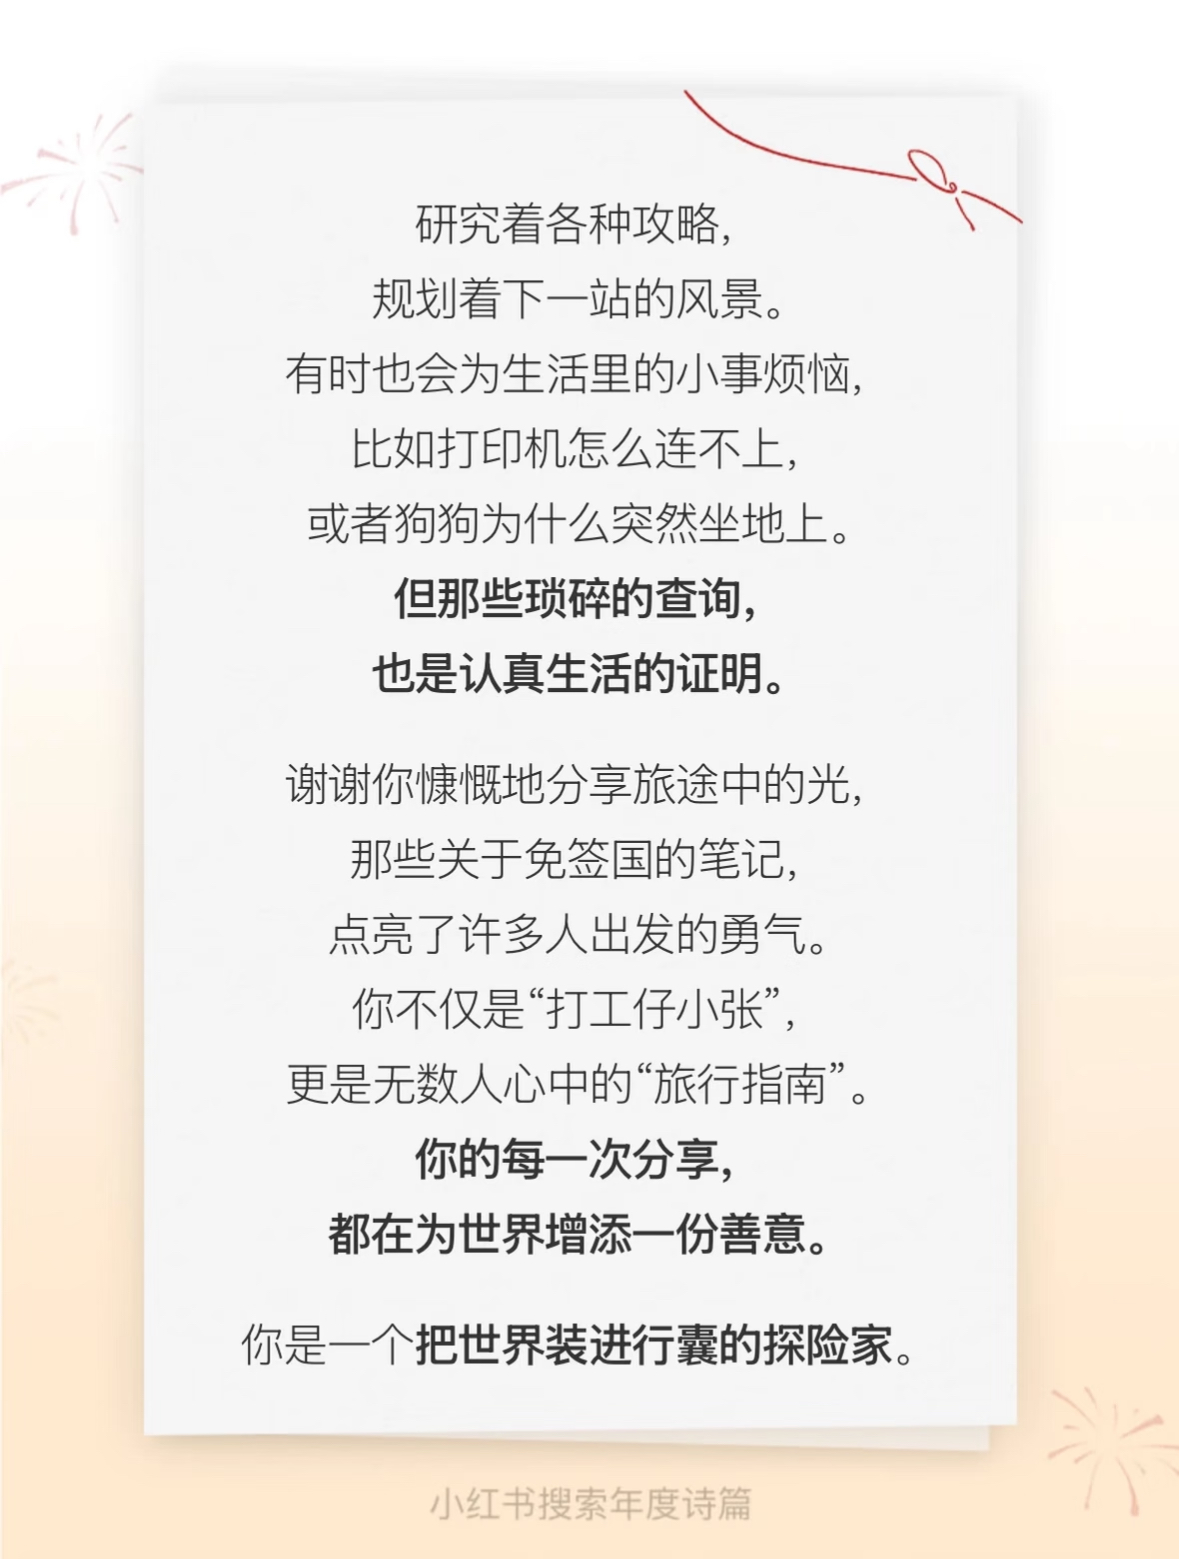 研究着各种攻略，
规划着下一站的风景。
有时也会为生活里的小事烦恼，
比如打印机怎么连不上，
或者狗狗为什么突然坐地上。
但那些琐碎的查询，
也是认真生活的证明。
谢谢你慷慨地分享旅途中的光，
那些关于免签国的笔记，
点亮了许多人出发的勇气。
你不仅是“打工仔小张”，
更是无数人心中的“旅行指南”。
你的每一次分享，
都在为世界增添一份善意。
你是一个把世界装进行囊的探险家。
小红书搜索年度诗篇